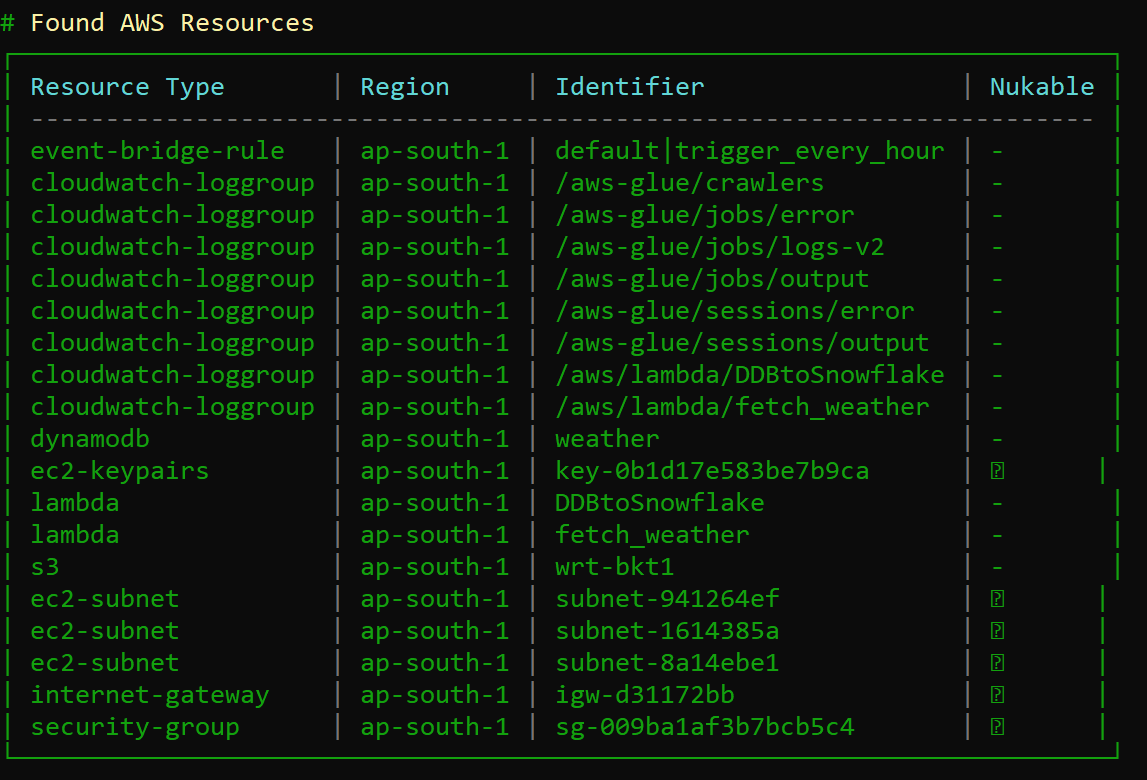 # Found AWS Resources
Resource Type | Region | Identifier | Nukable
-----------------------------------------------------------------------
event-bridge-rule | ap-south-1 | default|trigger_every_hour | -
cloudwatch-loggroup | ap-south-1 | /aws-glue/crawlers | -
cloudwatch-loggroup | ap-south-1 | /aws-glue/jobs/error | -
cloudwatch-loggroup | ap-south-1 | /aws-glue/jobs/logs-v2 | -
cloudwatch-loggroup | ap-south-1 | /aws-glue/jobs/output | -
cloudwatch-loggroup | ap-south-1 | /aws-glue/sessions/error | -
cloudwatch-loggroup | ap-south-1 | /aws-glue/sessions/output | -
cloudwatch-loggroup | ap-south-1 | /aws/lambda/DDBtoSnowflake | -
cloudwatch-loggroup | ap-south-1 | /aws/lambda/fetch_weather | -
dynamodb | ap-south-1 | weather | -
ec2-keypairs | ap-south-1 | key-0b1d17e583be7b9ca | ⍰
lambda | ap-south-1 | DDBtoSnowflake | -
lambda | ap-south-1 | fetch_weather | -
s3 | ap-south-1 | wrt-bkt1 | -
ec2-subnet | ap-south-1 | subnet-941264ef | ⍰
ec2-subnet | ap-south-1 | subnet-1614385a | ⍰
ec2-subnet | ap-south-1 | subnet-8a14ebe1 | ⍰
internet-gateway | ap-south-1 | igw-d31172bb | ⍰
security-group | ap-south-1 | sg-009ba1af3b7bcb5c4 | ⍰